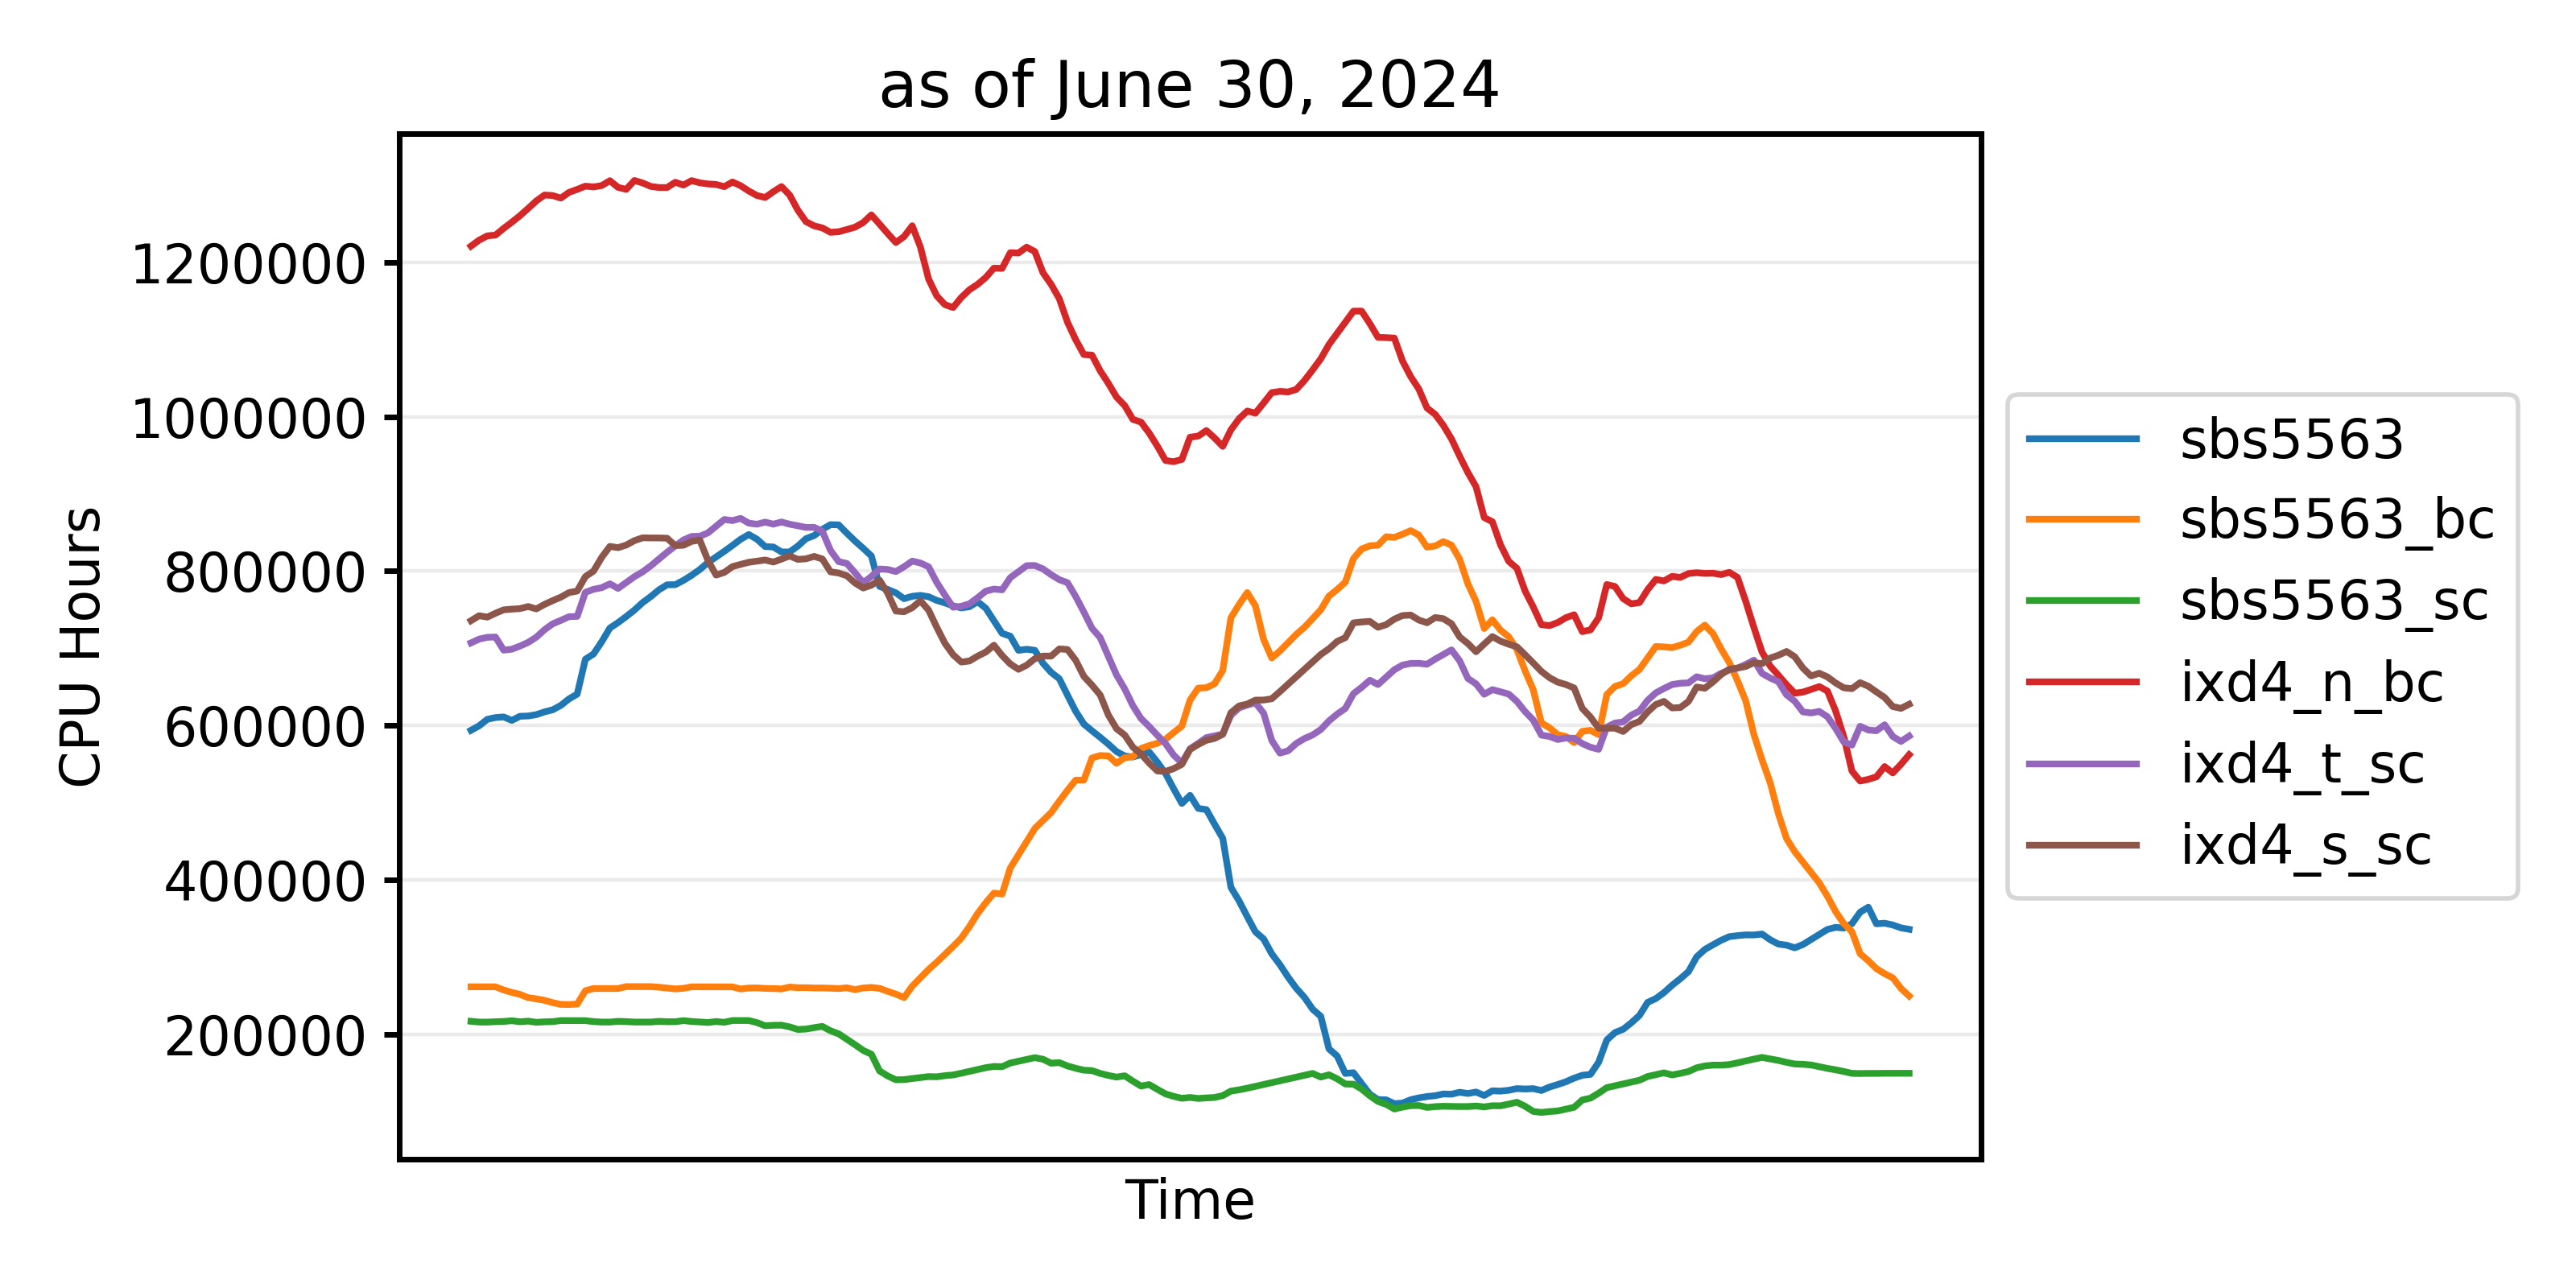 as of June 30, 2024
CPU Hours
1200000
1000000
800000
600000
400000
200000
Time
sbs5563
sbs5563_bc
sbs5563_sc
ixd4_n_bc
ixd4_t_sc
ixd4_s_sc